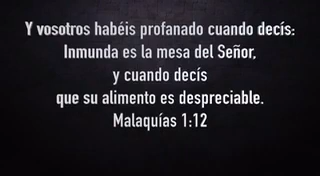 Y vosotros habéis profanado cuando decís:
Inmunda es la mesa del Señor,
y cuando decís
que su alimento es despreciable.
Malaquías 1:12